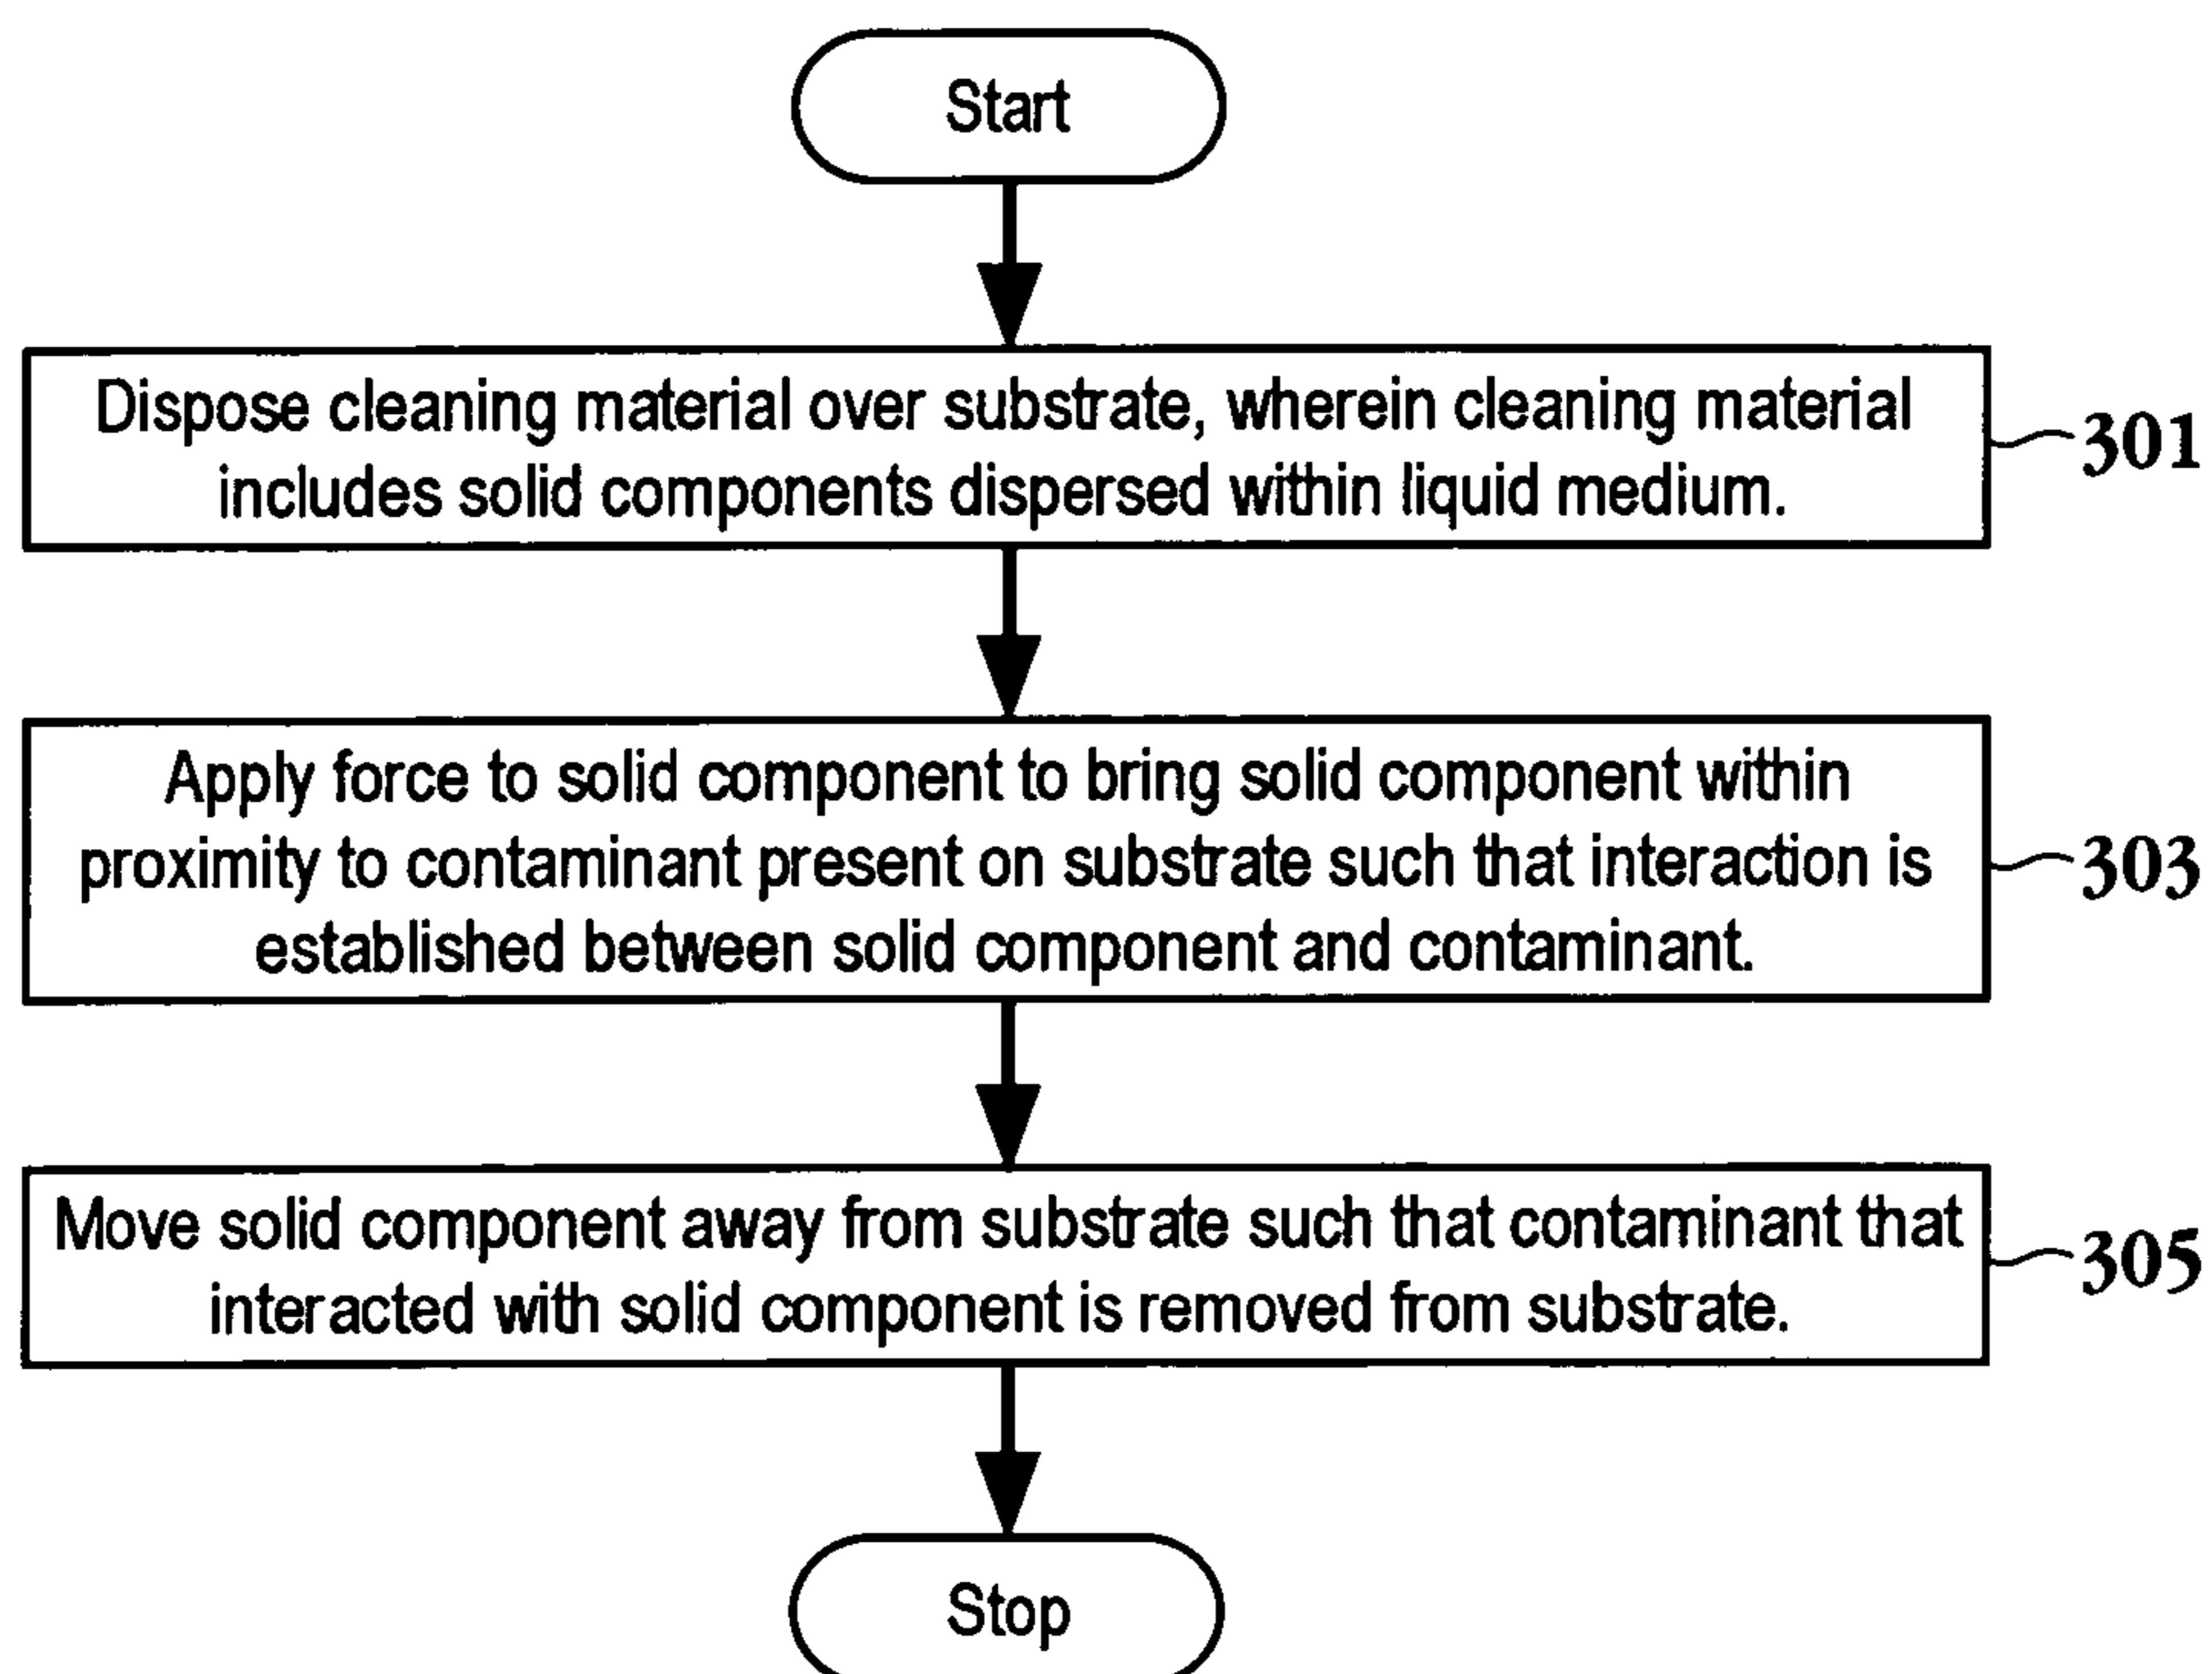 Start
Dispose cleaning material over substrate, wherein cleaning material
includes solid components dispersed within liquid medium.
301
Apply force to solid component to bring solid component within
proximity to contaminant present on substrate such that interaction is
established between solid component and contaminant.
303
Move solid component away from substrate such that contaminant that
interacted with solid component is removed from substrate.
305
Stop